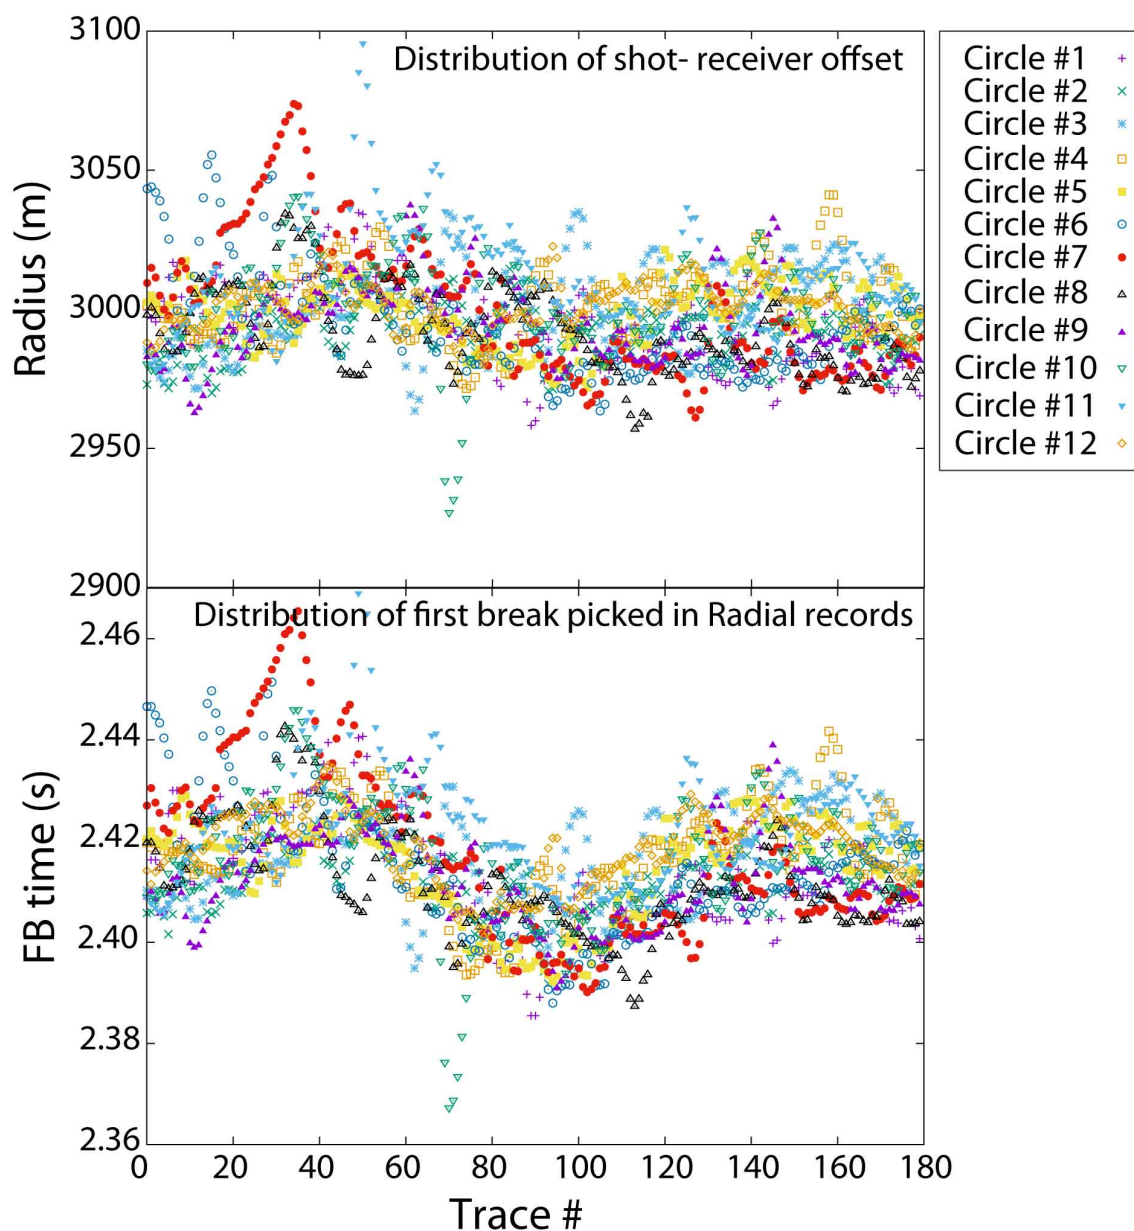 Distribution of shot- receiver offset
Radius (m)
3100
3050
3000
2950
2900
Circle #1
Circle #2
Circle #3
Circle #4
Circle #5
Circle #6
Circle #7
Circle #8
Circle #9
Circle #10
Circle #11
Circle #12
Distribution of first break picked in Radial records
FB time (s)
2.46
2.44
2.42
2.40
2.38
2.36
0 20 40 60 80 100 120 140 160 180
Trace #